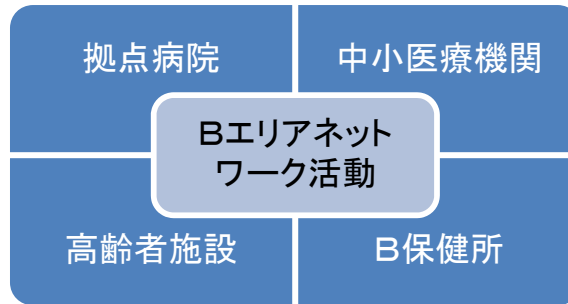 拠点病院
中小医療機関
Bエリアネット
ワーク活動
高齢者施設
B保健所